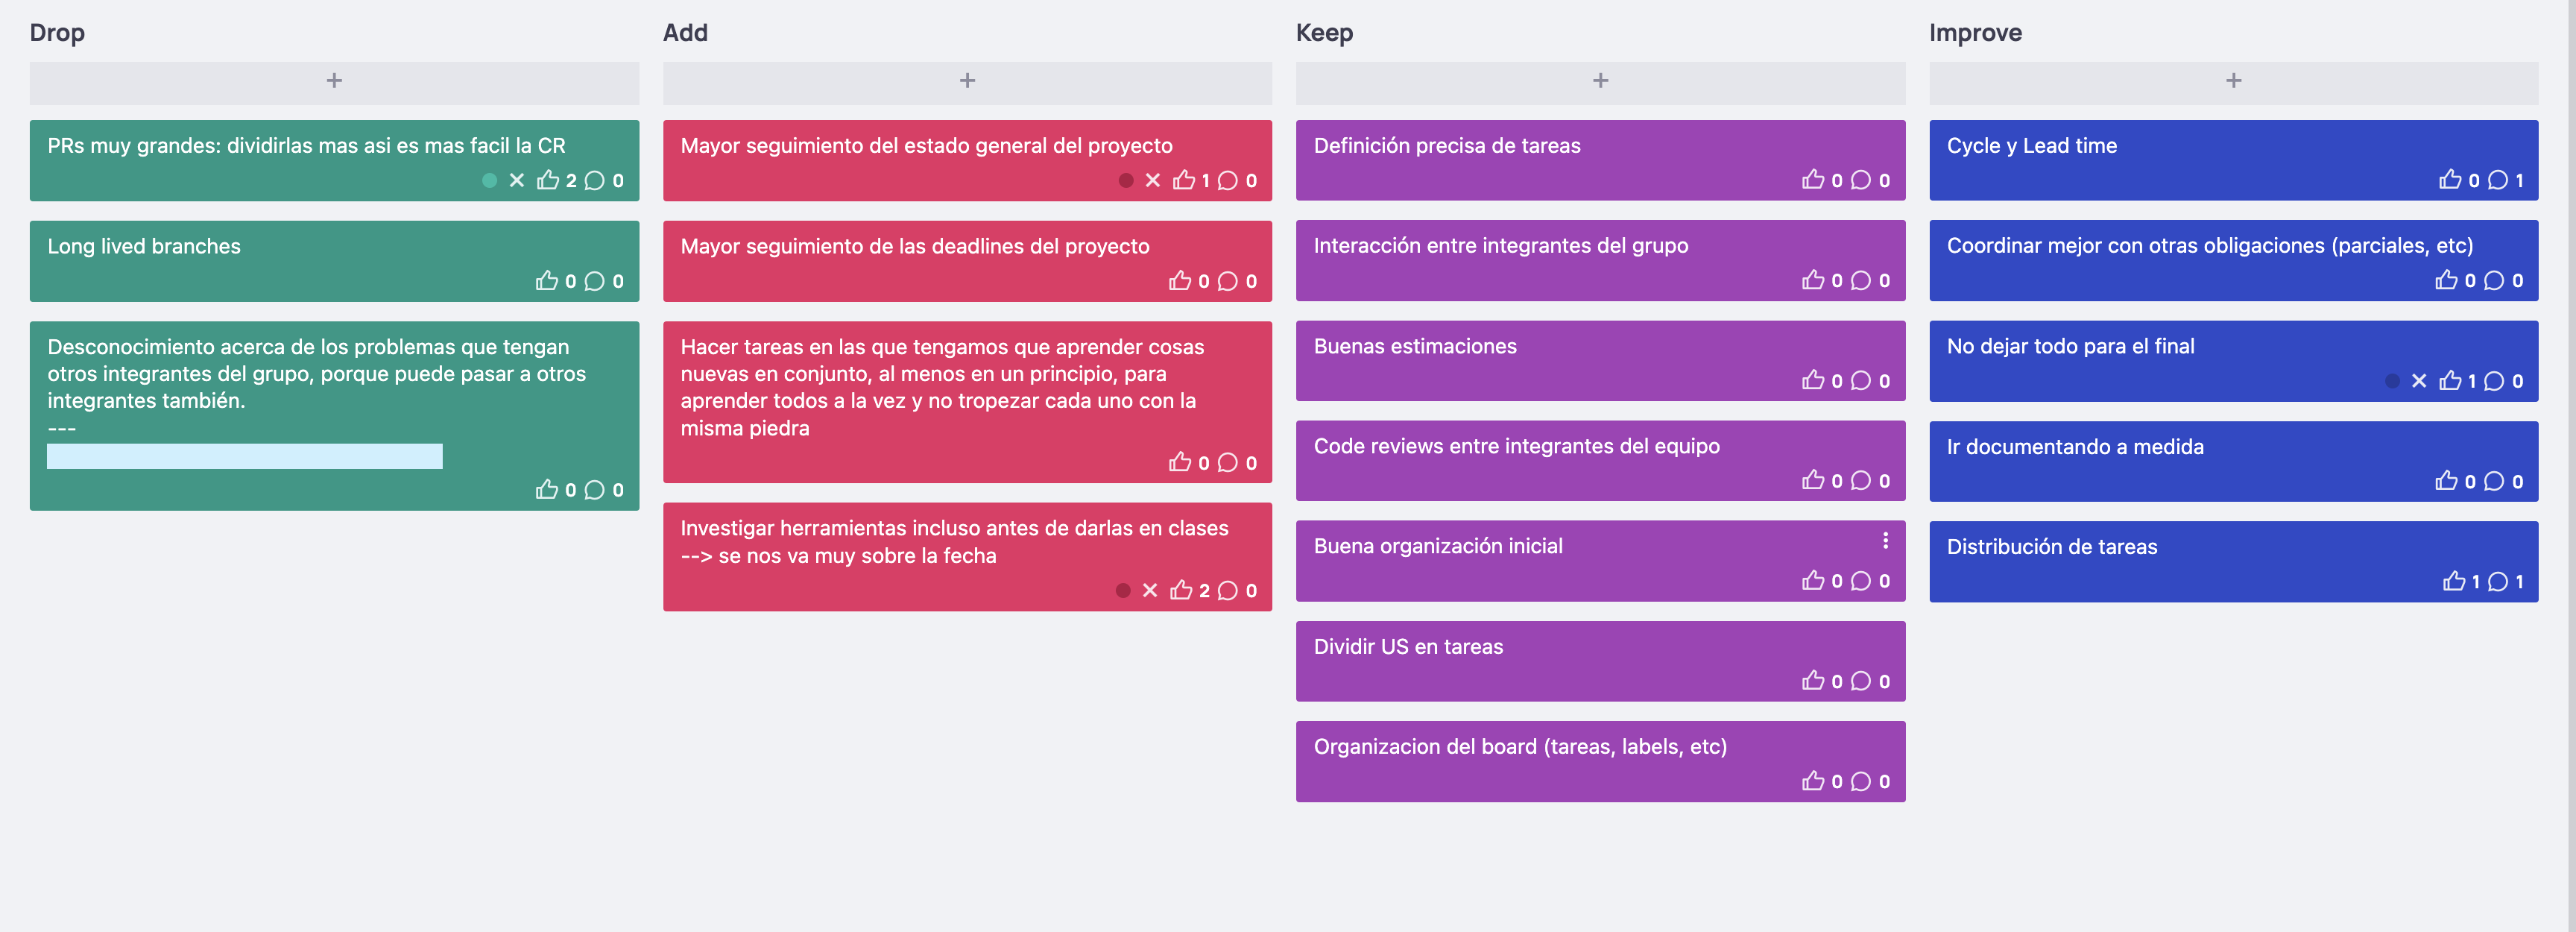 Drop
+
PRs muy grandes: dividirlas mas asi es mas facil la CR
2 0
Long lived branches
0 0
Desconocimiento acerca de los problemas que tengan
otros integrantes del grupo, porque puede pasar a otros
integrantes también.
---
0 0
Add
+
Mayor seguimiento del estado general del proyecto
1 0
Mayor seguimiento de las deadlines del proyecto
0 0
Hacer tareas en las que tengamos que aprender cosas
nuevas en conjunto, al menos en un principio, para
aprender todos a la vez y no tropezar cada uno con la
misma piedra
0 0
Investigar herramientas incluso antes de darlas en clases
--> se nos va muy sobre la fecha
2 0
Keep
+
Definición precisa de tareas
0 0
Interacción entre integrantes del grupo
0 0
Buenas estimaciones
0 0
Code reviews entre integrantes del equipo
0 0
Buena organización inicial
0 0
Dividir US en tareas
0 0
Organizacion del board (tareas, labels, etc)
0 0
Improve
+
Cycle y Lead time
0 1
Coordinar mejor con otras obligaciones (parciales, etc)
0 0
No dejar todo para el final
1 0
Ir documentando a medida
0 0
Distribución de tareas
1 1